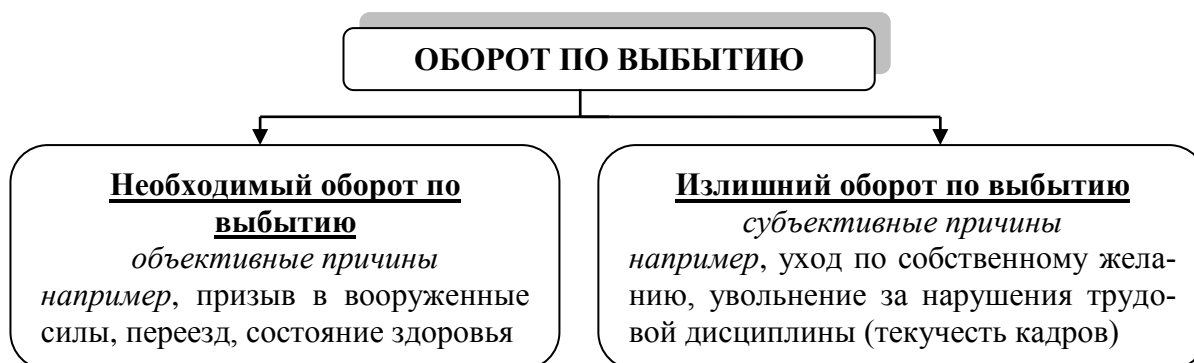 ОБОРОТ ПО ВЫБЫТИЮ
Необходимый оборот по
выбытию
объективные причины
например, призыв в вооруженные
силы, переезд, состояние здоровья
Излишний оборот по выбытию
субъективные причины
например, уход по собственному жела-
нию, увольнение за нарушения трудо-
вой дисциплины (текучесть кадров)